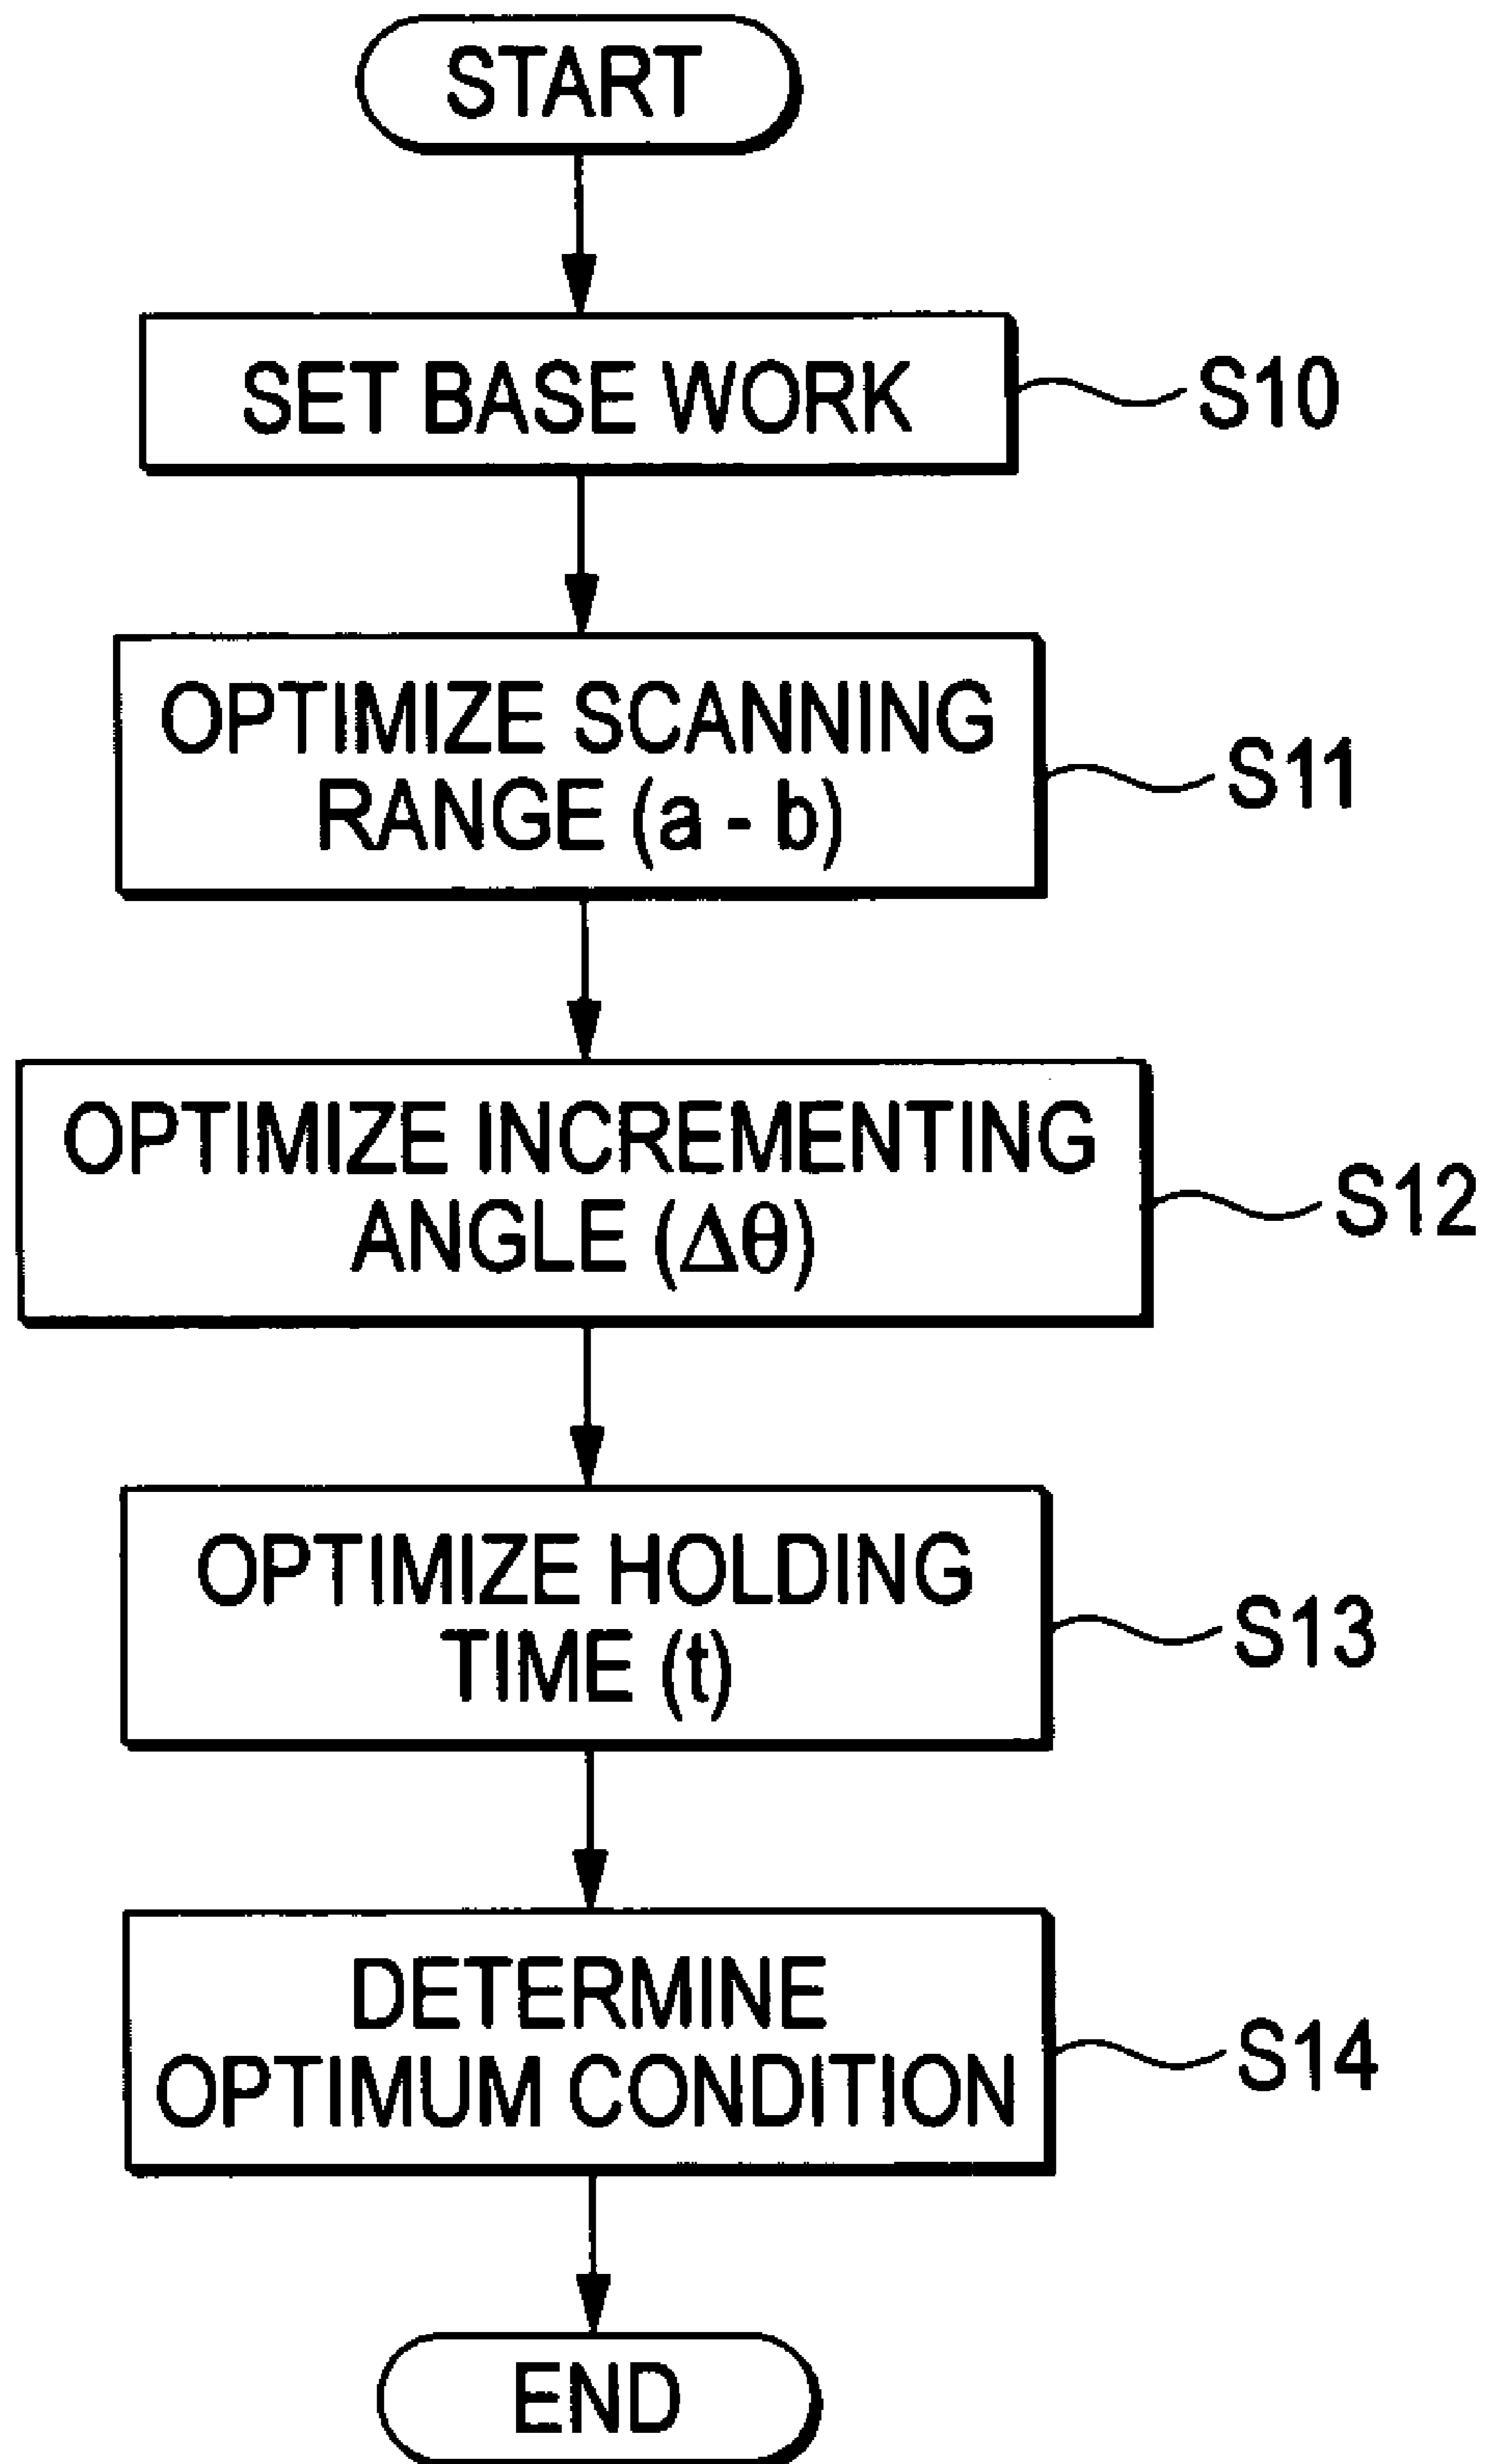 START
SET BASE WORK
S10
OPTIMIZE SCANNING
RANGE (a - b)
S11
OPTIMIZE INCREMENTING
ANGLE (Δθ)
S12
OPTIMIZE HOLDING
TIME (t)
S13
DETERMINE
OPTIMUM CONDITION
S14
END